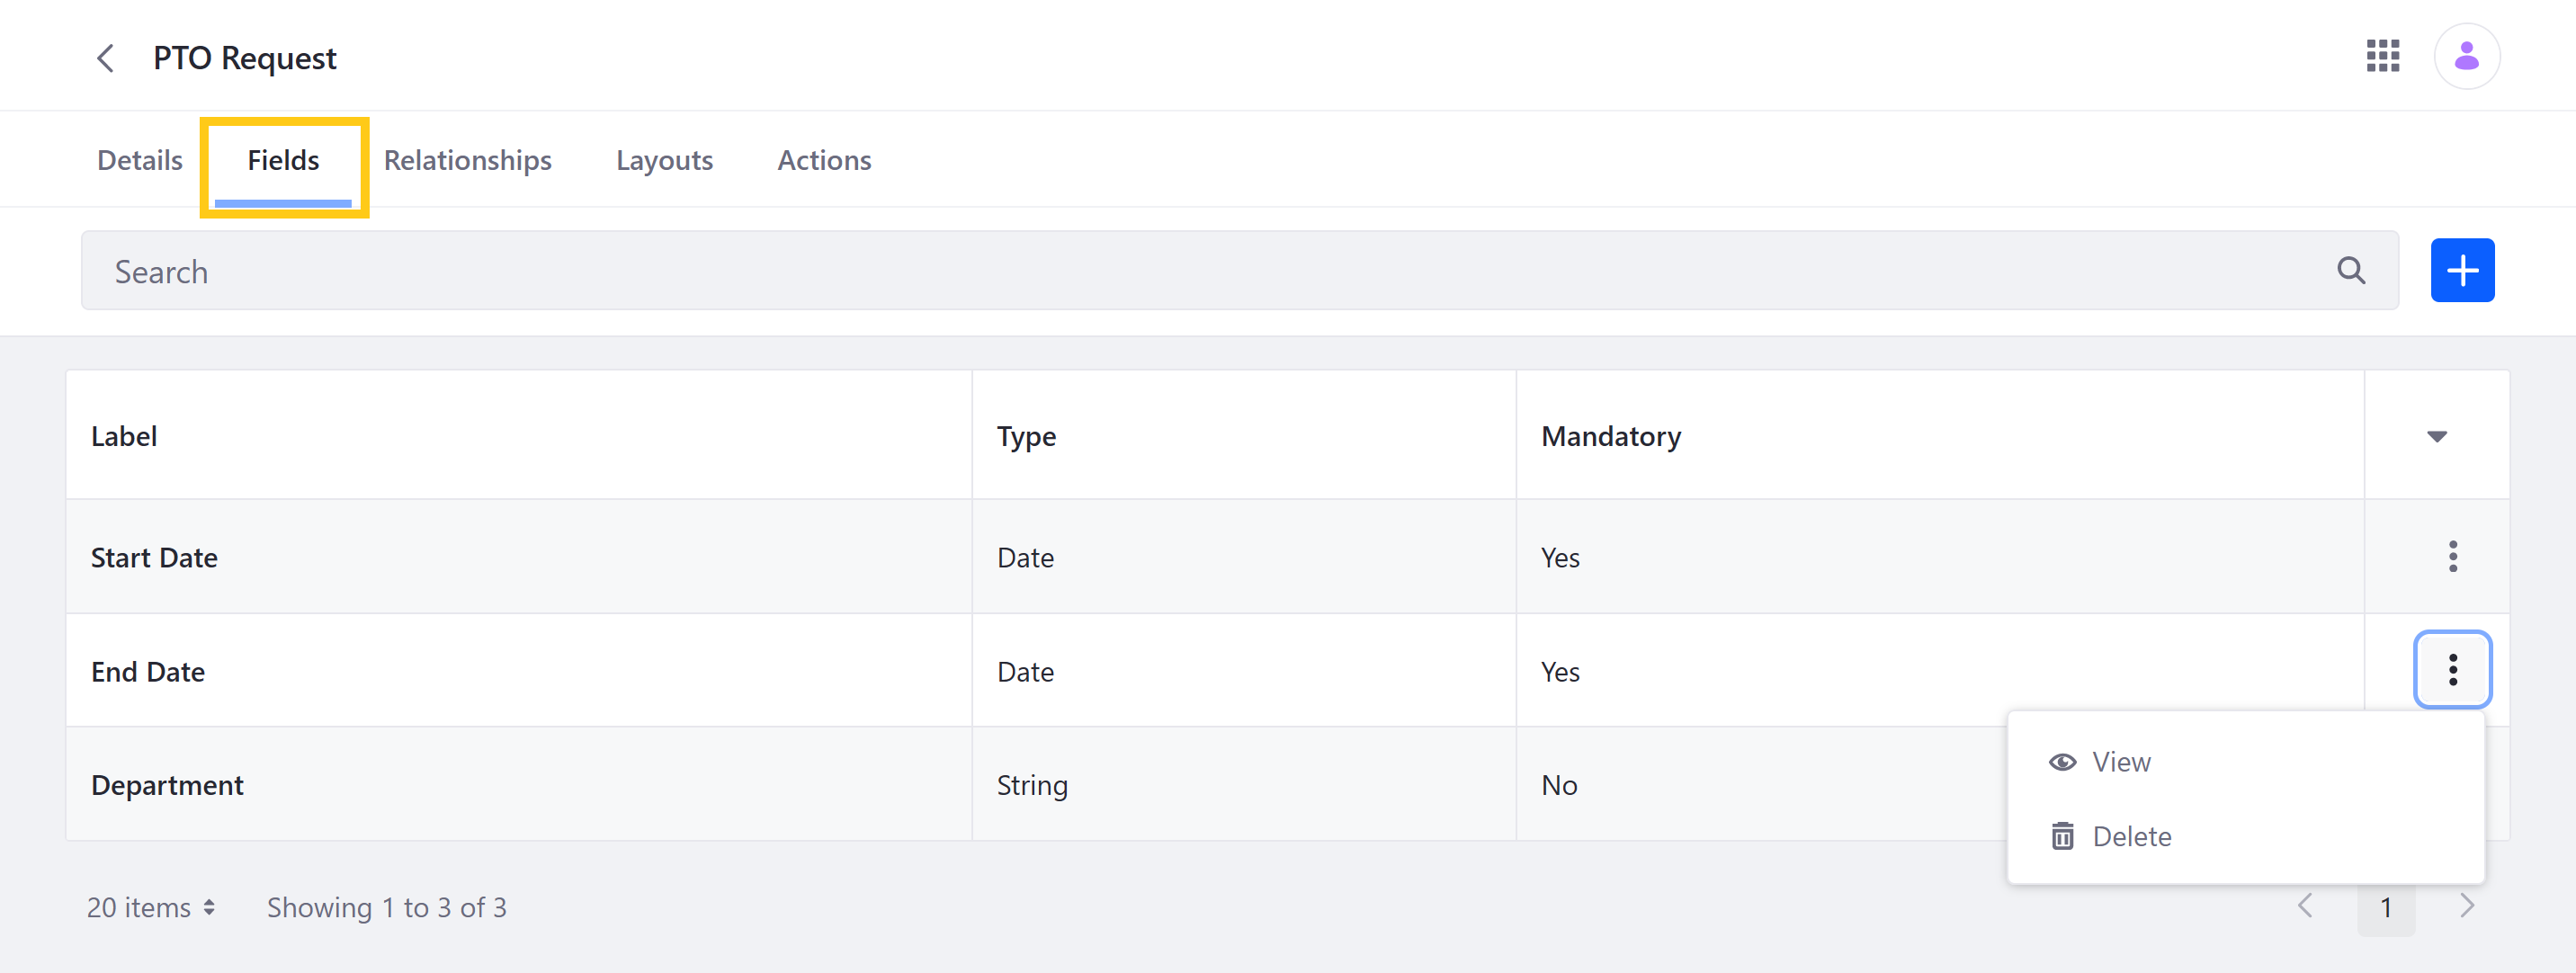 PTO Request
Details Fields Relationships Layouts Actions
Search
Label Type Mandatory
Start Date Date Yes
End Date Date Yes
Department String No
View
Delete
20 items Showing 1 to 3 of 3 1